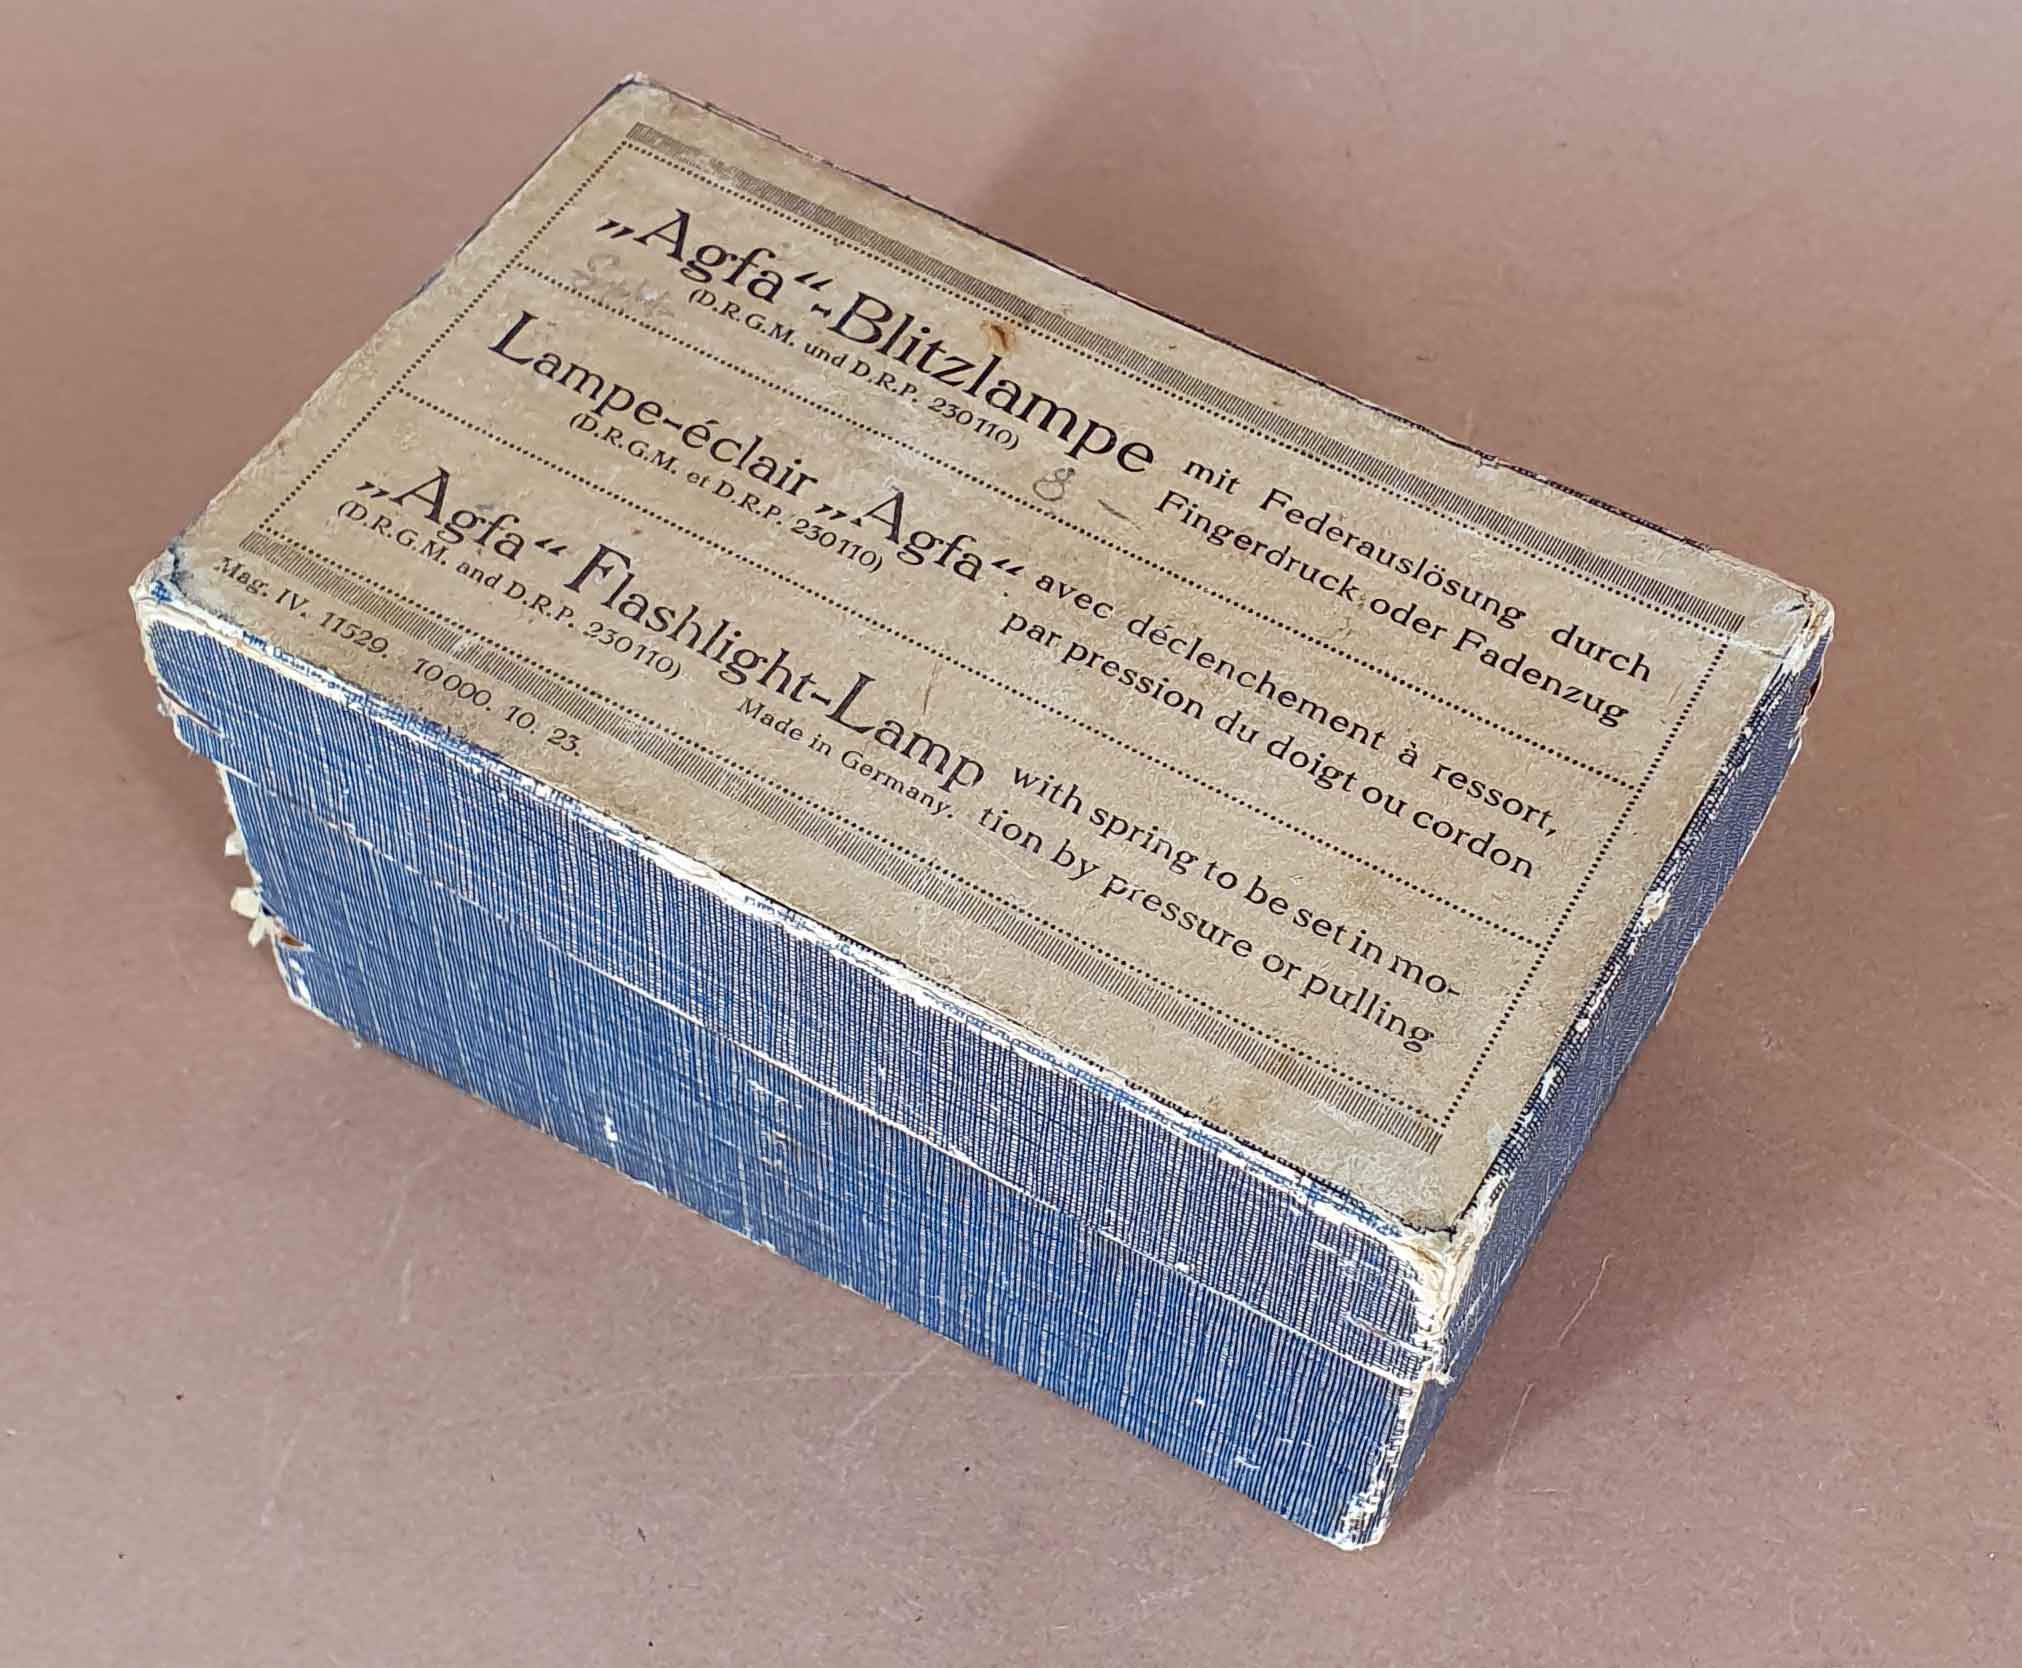 „Agfa“-Blitzlampe mit Federauslösung durch
(D.R.G.M. und D.R.P. 230110) Fingerdruck oder Fadenzug
8 —
Lampe-éclair „Agfa“ avec déclenchement à ressort,
(D.R.G.M. et D.R.P. 230110) par pression du doigt ou cordon
„Agfa“ Flashlight-Lamp with spring to be set in mo-
(D.R.G.M. and D.R.P. 230110) Made in Germany. tion by pressure or pulling
Mag. IV. 11529. 10000. 10. 23.